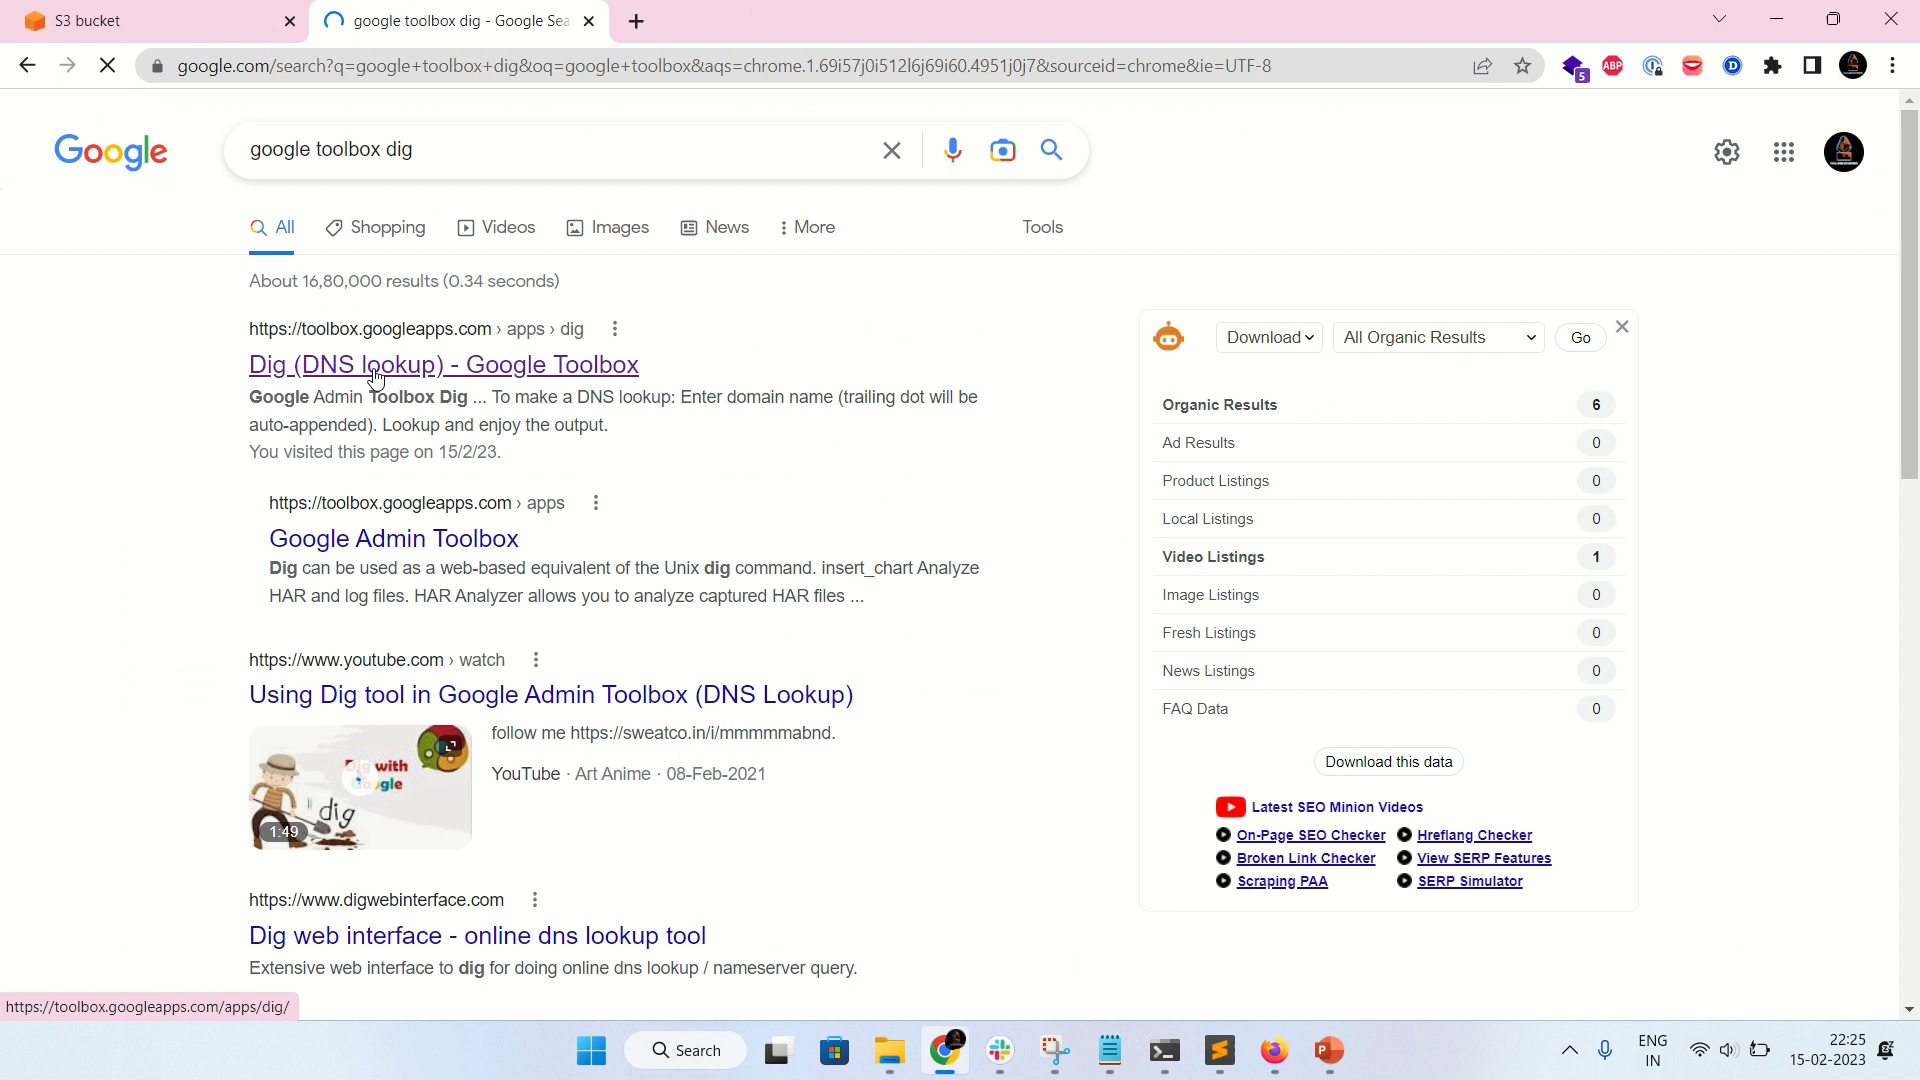 S3 bucket
google toolbox dig - Google Sea
google.com/search?q=google+toolbox+dig&oq=google+toolbox&aqs=chrome.1.69i57j0i512l6j69i60.4951j0j7&sourceid=chrome&ie=UTF-8
5
ABP
D
Google
google toolbox dig
All
Shopping
Videos
Images
News
More
Tools
About 16,80,000 results (0.34 seconds)
https://toolbox.googleapps.com › apps › dig
Dig (DNS lookup) - Google Toolbox
Google Admin Toolbox Dig ... To make a DNS lookup: Enter domain name (trailing dot will be
auto-appended). Lookup and enjoy the output.
You visited this page on 15/2/23.
https://toolbox.googleapps.com › apps
Google Admin Toolbox
Dig can be used as a web-based equivalent of the Unix dig command. insert_chart Analyze
HAR and log files. HAR Analyzer allows you to analyze captured HAR files ...
https://www.youtube.com › watch
Using Dig tool in Google Admin Toolbox (DNS Lookup)
Dig with
Google
dig
1:49
follow me https://sweatco.in/i/mmmmmabnd.
YouTube · Art Anime · 08-Feb-2021
https://www.digwebinterface.com
Dig web interface - online dns lookup tool
Extensive web interface to dig for doing online dns lookup / nameserver query.
Download
All Organic Results
Go
Organic Results 6
Ad Results 0
Product Listings 0
Local Listings 0
Video Listings 1
Image Listings 0
Fresh Listings 0
News Listings 0
FAQ Data 0
Download this data
Latest SEO Minion Videos
On-Page SEO Checker
Hreflang Checker
Broken Link Checker
View SERP Features
Scraping PAA
SERP Simulator
https://toolbox.googleapps.com/apps/dig/
Search
ENG
IN
22:25
15-02-2023